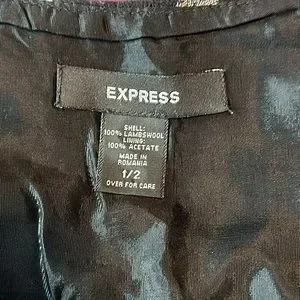 EXPRESS
SHELL:
100% LAMBSWOOL
LINING:
100% ACETATE
MADE IN
ROMANIA
1/2
OVER FOR CARE